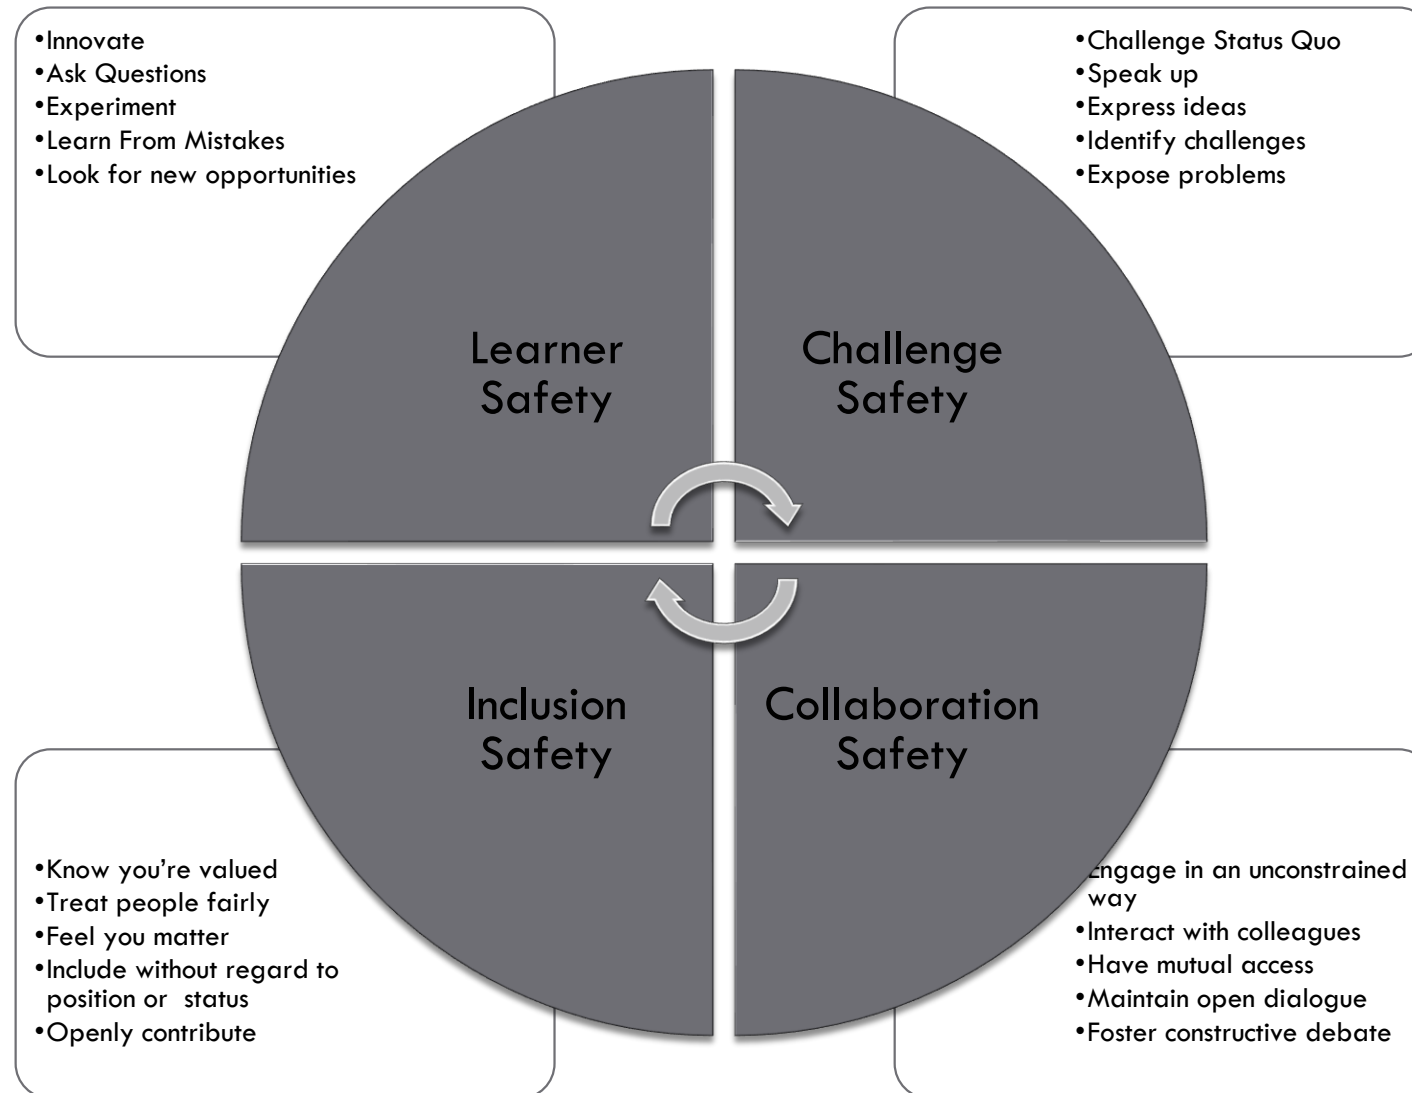 •Innovate
•Ask Questions
•Experiment
•Learn From Mistakes
•Look for new opportunities
•Challenge Status Quo
•Speak up
•Express ideas
•Identify challenges
•Expose problems
Learner
Safety
Challenge
Safety
Inclusion
Safety
Collaboration
Safety
•Know you're valued
•Treat people fairly
•Feel you matter
•Include without regard to
position or  status
•Openly contribute
Engage in an unconstrained
way
•Interact with colleagues
•Have mutual access
•Maintain open dialogue
•Foster constructive debate